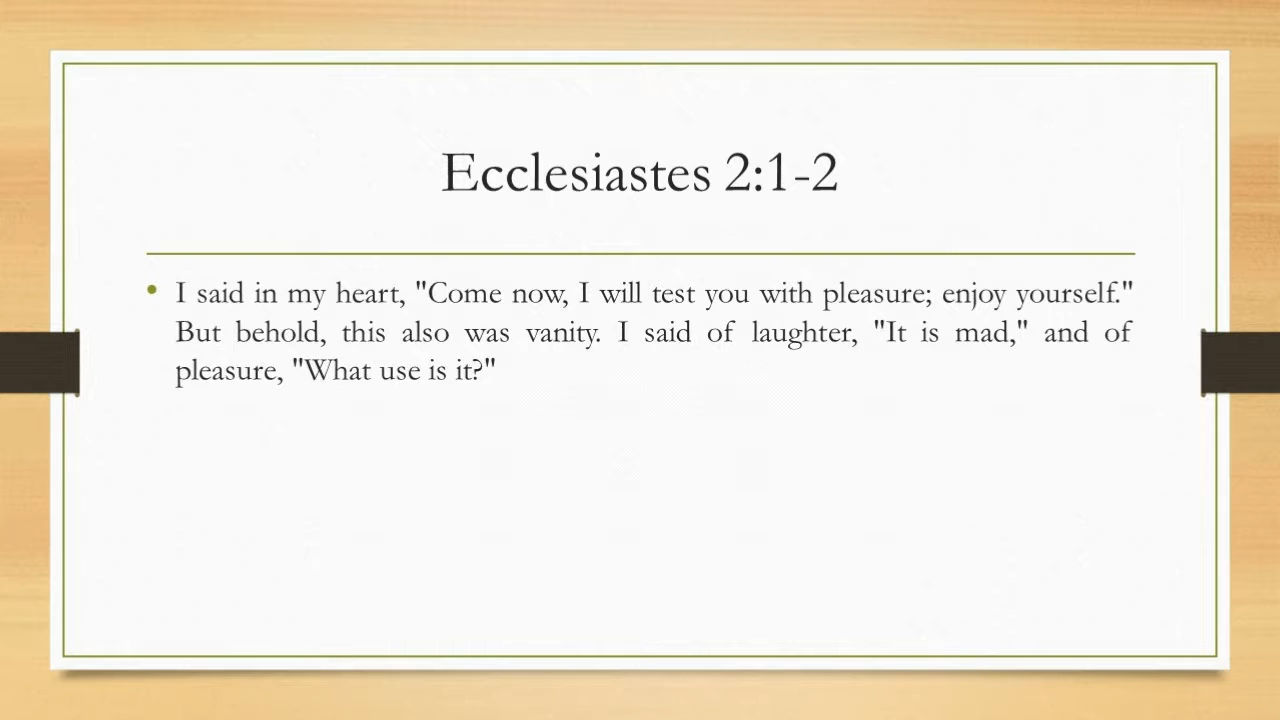 Ecclesiastes 2:1-2
• I said in my heart, "Come now, I will test you with pleasure; enjoy yourself."
But behold, this also was vanity. I said of laughter, "It is mad," and of
pleasure, "What use is it?"